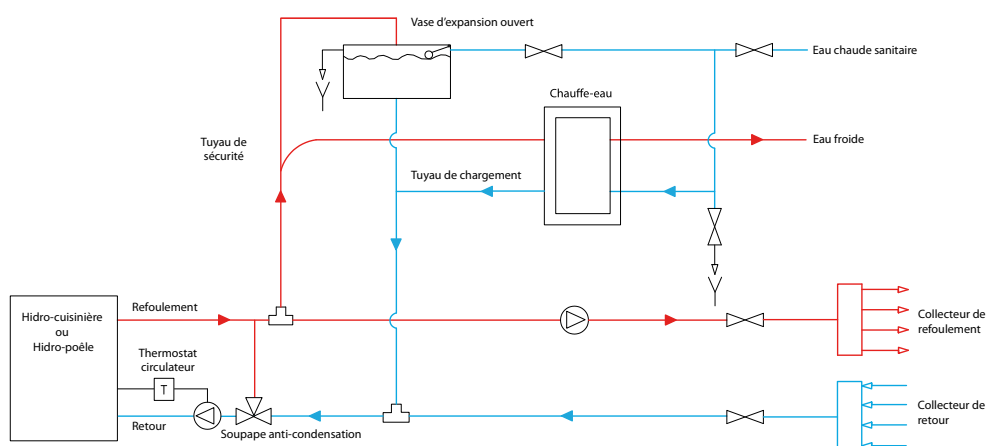 Vase d'expansion ouvert
Eau chaude sanitaire
Chauffe-eau
Tuyau de
sécurité
Eau froide
Tuyau de chargement
Refoulement
Hidro-cuisinière
ou
Hidro-poêle
Collecteur de
refoulement
Thermostat
circulateur
T
Retour
Soupape anti-condensation
Collecteur de
retour